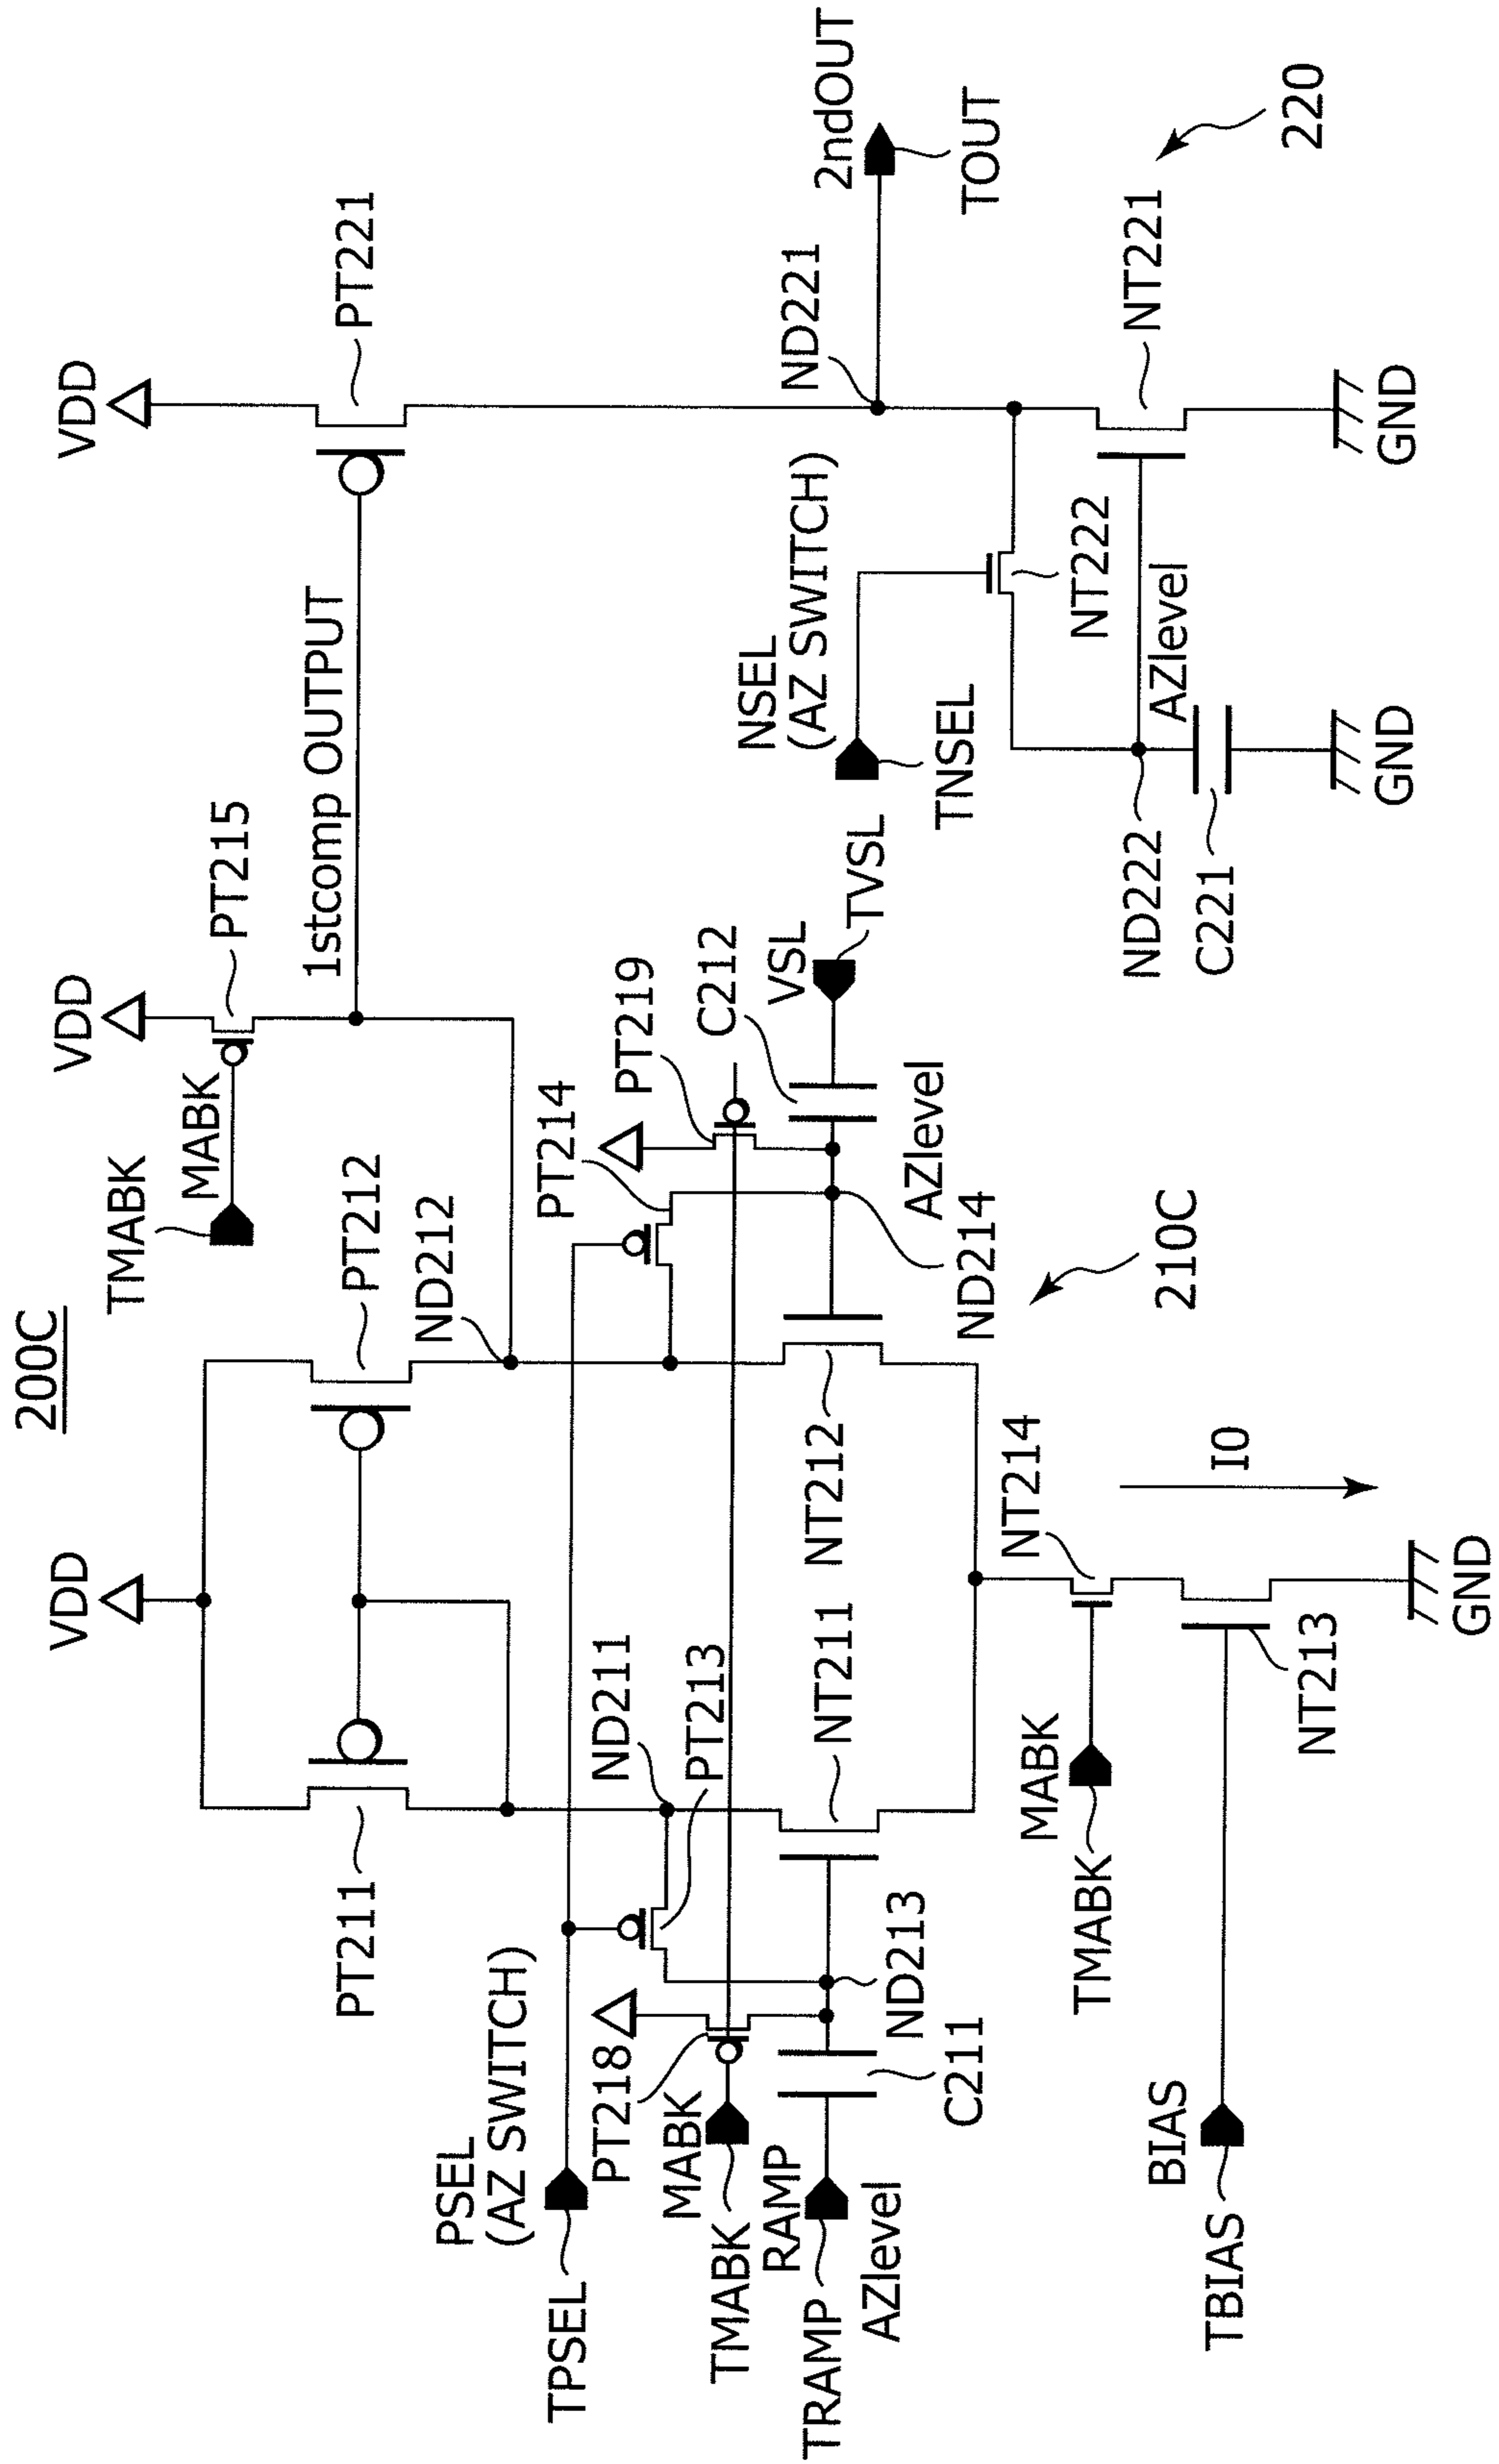 200C
VDD
VDD
VDD
TMABK
MABK
PT215
PT211
PT212
PT221
1stcomp OUTPUT
ND212
PSEL
(AZ SWITCH)
TPSEL
ND211
PT213
PT214
PT218
PT219
MABK
TMABK
C212
VSL
TVSL
RAMP
TRAMP
AZlevel
C211
ND213
NT211
NT212
AZlevel
ND214
210C
NSEL
(AZ SWITCH)
TNSEL
ND221
2ndOUT
TOUT
NT222
NT221
220
AZlevel
ND222
C221
GND
GND
MABK
TMABK
NT214
I0
BIAS
TBIAS
NT213
GND